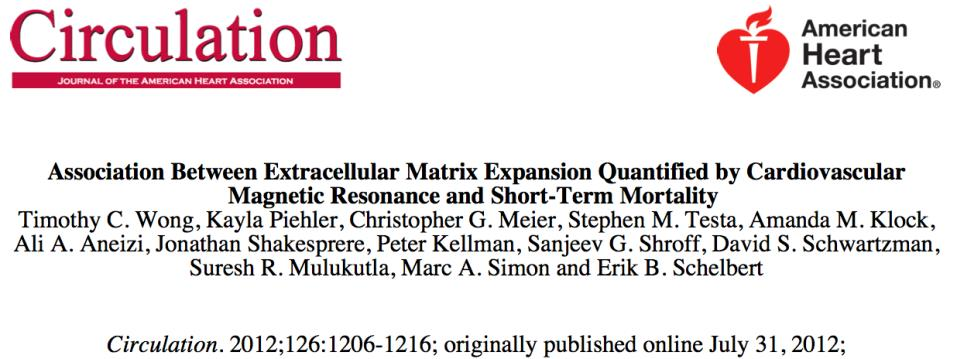 Circulation
JOURNAL OF THE AMERICAN HEART ASSOCIATION
American
Heart
Association®
Association Between Extracellular Matrix Expansion Quantified by Cardiovascular
Magnetic Resonance and Short-Term Mortality
Timothy C. Wong, Kayla Piehler, Christopher G. Meier, Stephen M. Testa, Amanda M. Klock,
Ali A. Aneizi, Jonathan Shakesprere, Peter Kellman, Sanjeev G. Shroff, David S. Schwartzman,
Suresh R. Mulukutla, Marc A. Simon and Erik B. Schelbert
Circulation. 2012;126:1206-1216; originally published online July 31, 2012;